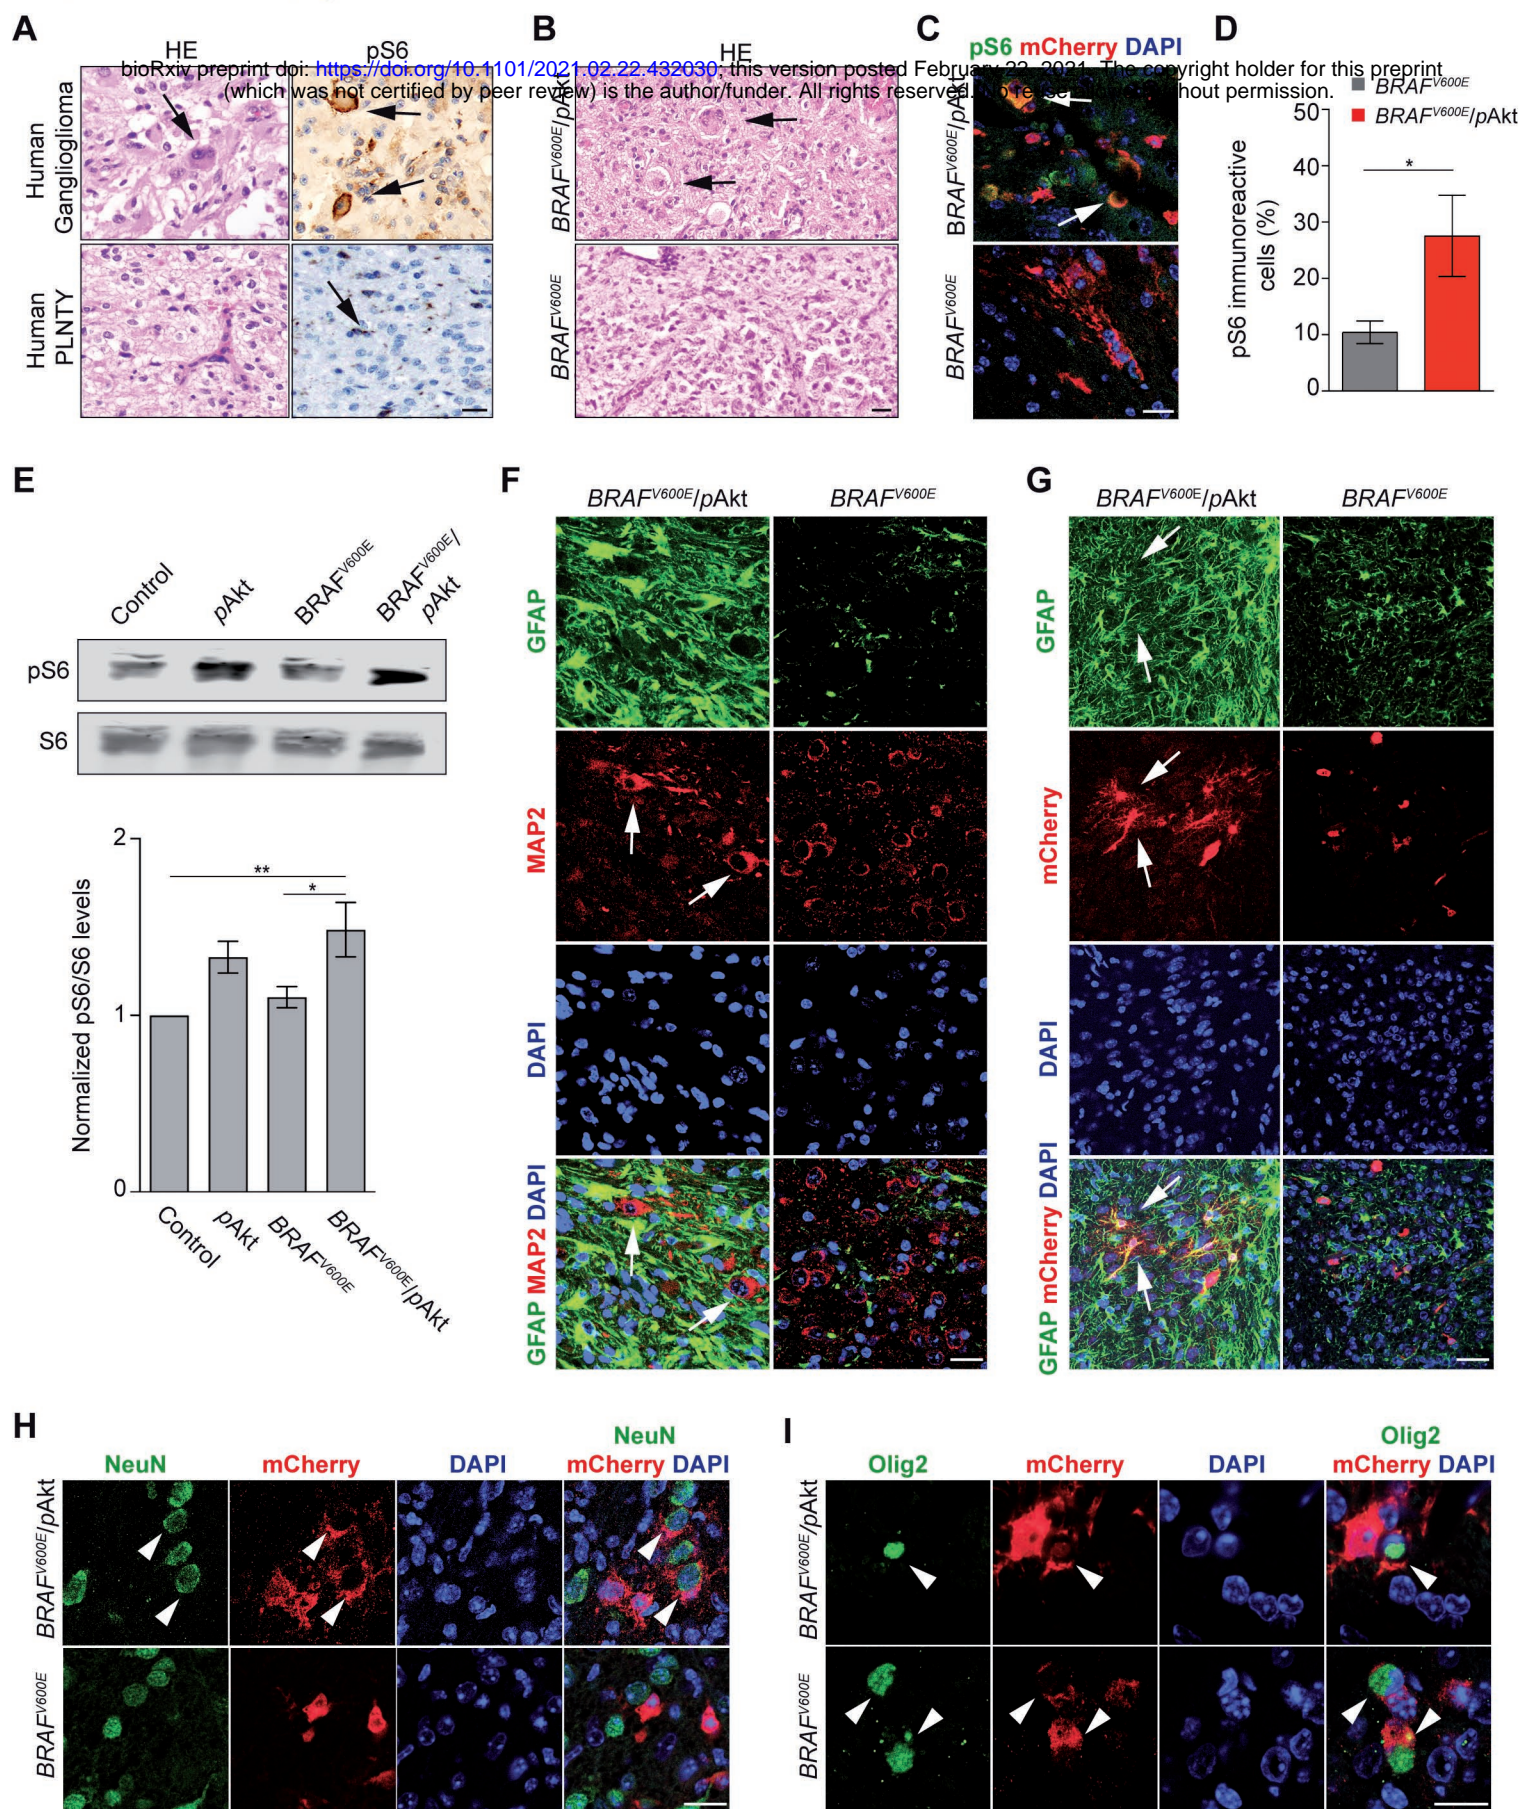 A
HE
pS6
Human
Ganglioglioma
Human
PLNTY
B
HE
BRAFV600E/pAkt
BRAFV600E
C
pS6 mCherry DAPI
BRAFV600E/pAkt
BRAFV600E
D
bioRxiv preprint doi: https://doi.org/10.1101/2021.02.22.432030; this version posted February 22, 2021. The copyright holder for this preprint
(which was not certified by peer review) is the author/funder. All rights reserved. No reuse allowed without permission.
BRAFV600E
BRAFV600E/pAkt
pS6 immunoreactive
cells (%)
50
40
30
20
10
0
*
E
Control
pAkt
BRAFV600E
BRAFV600E/
pAkt
pS6
S6
Normalized pS6/S6 levels
2
1
0
**
*
Control
pAkt
BRAFV600E
BRAFV600E/pAkt
F
BRAFV600E/pAkt
BRAFV600E
GFAP
MAP2
DAPI
GFAP MAP2 DAPI
G
BRAFV600E/pAkt
BRAFV600E
GFAP
mCherry
DAPI
GFAP mCherry DAPI
H
NeuN
mCherry
DAPI
NeuN
mCherry DAPI
BRAFV600E/pAkt
BRAFV600E
I
Olig2
mCherry
DAPI
Olig2
mCherry DAPI
BRAFV600E/pAkt
BRAFV600E